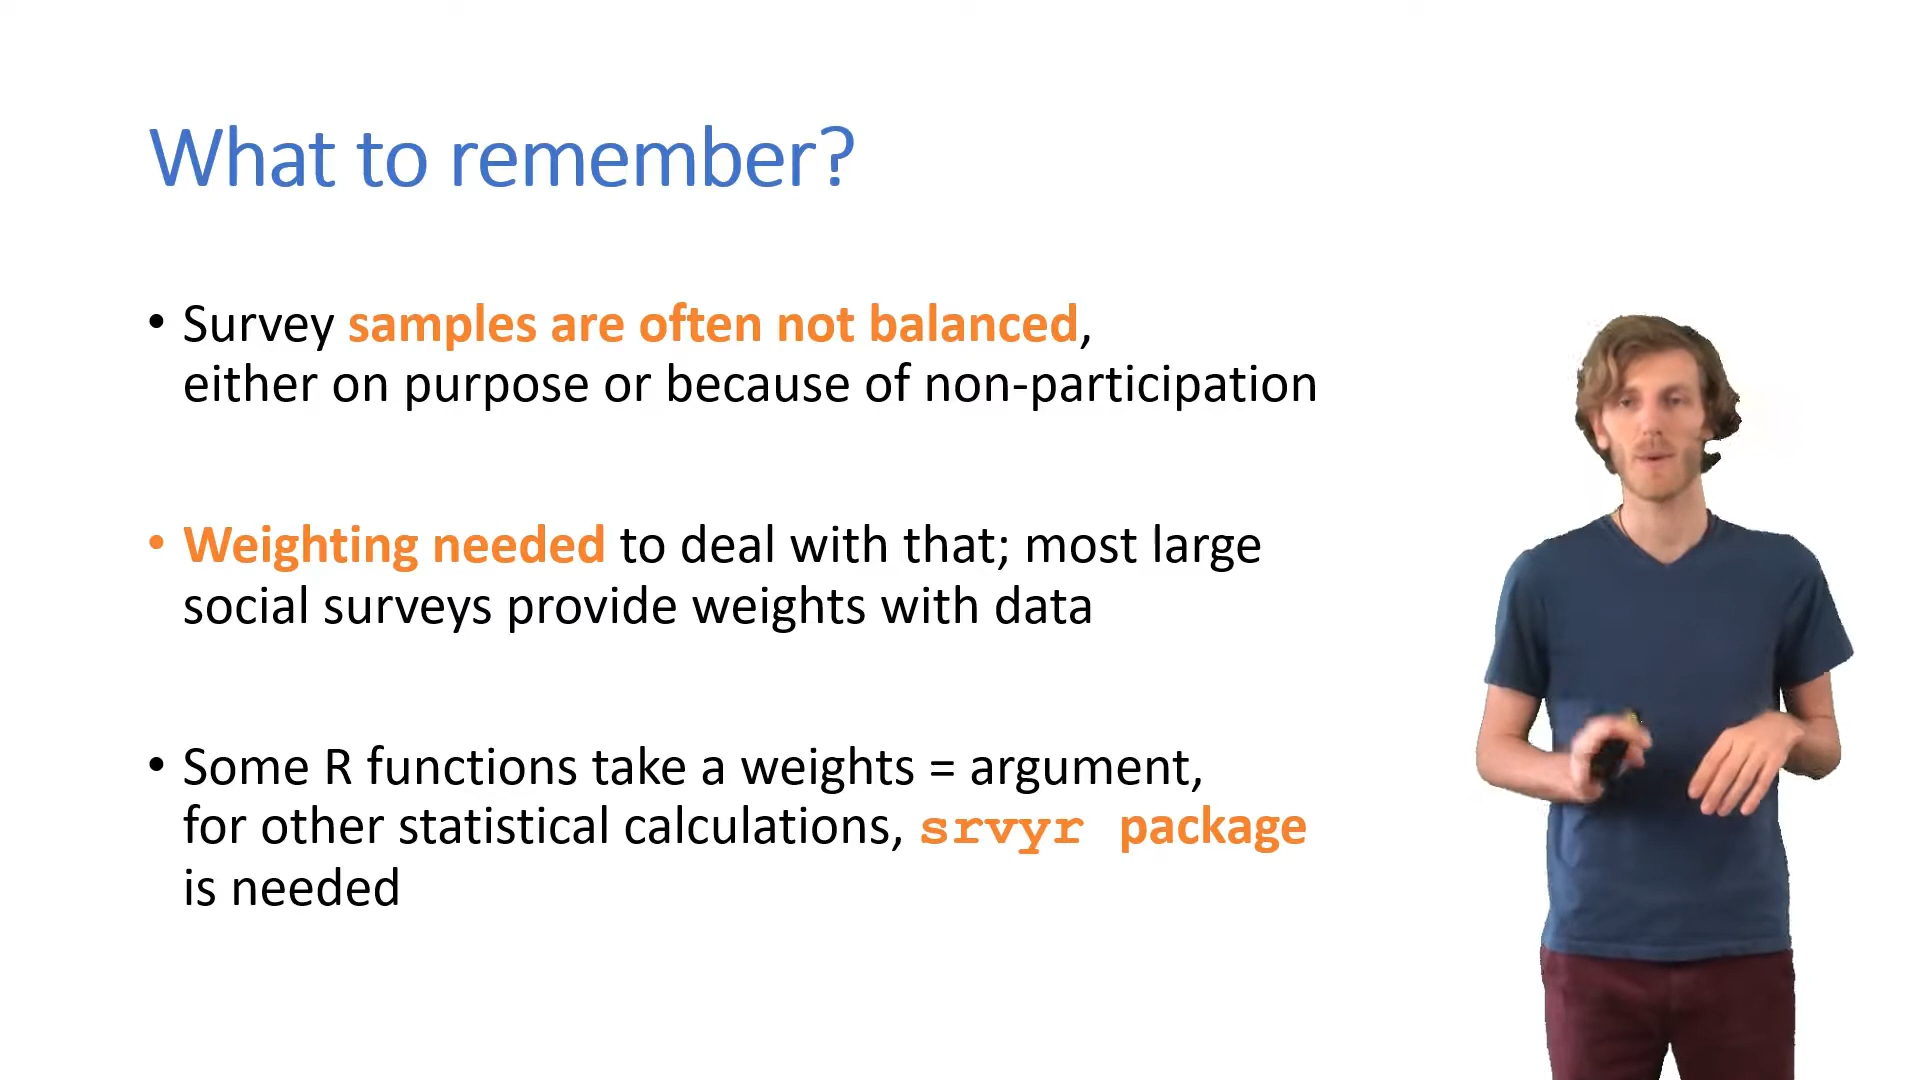 What to remember?
• Survey samples are often not balanced,
either on purpose or because of non-participation
• Weighting needed to deal with that; most large
social surveys provide weights with data
• Some R functions take a weights = argument,
for other statistical calculations, srvyr package
is needed